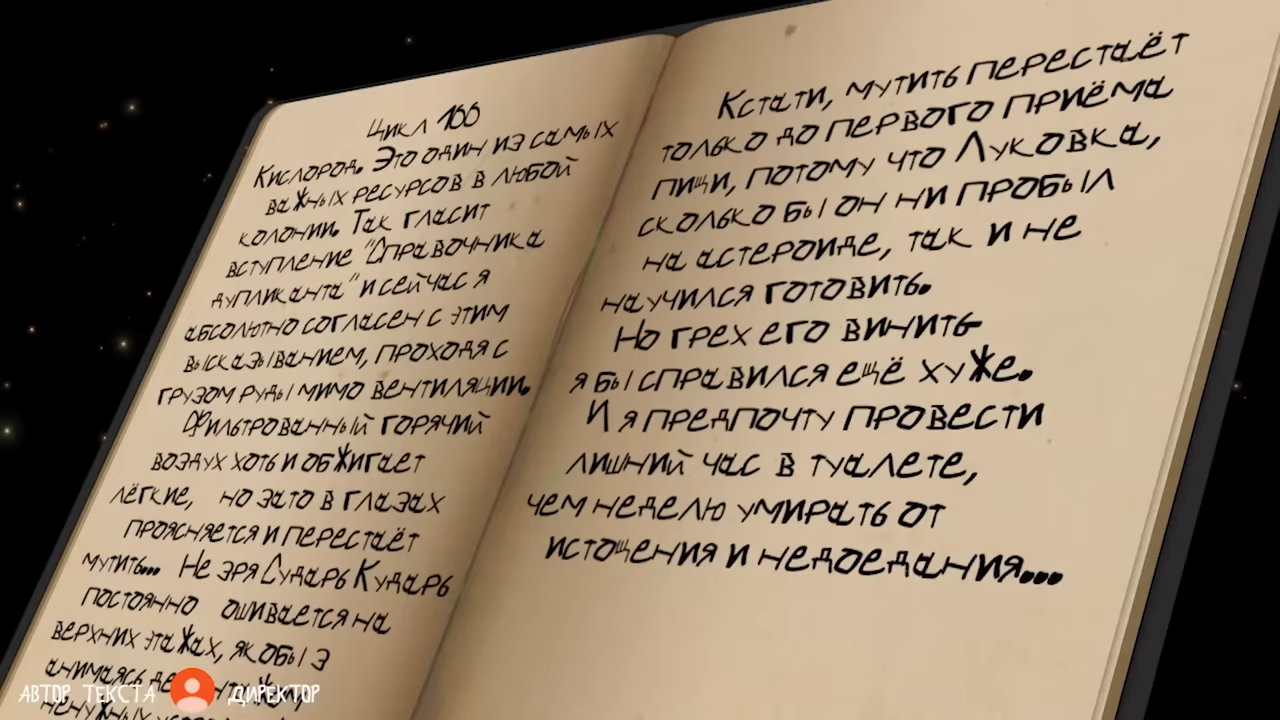 Цикл 166
Кислород. Это один из самых
важных ресурсов в любой
колонии. Так гласит
вступление "Справочника
дупликанта" и сейчас я
абсолютно согласен с этим
высказыванием, проходя с
грузом руды мимо вентиляции.
Фильтрованный горячий
воздух хоть и обжигает
лёгкие, но зато в глазах
проясняется и перестаёт
мутить... Не зря Сударь Кударь
постоянно ошивается на
верхних этажах, якобы з
анимаясь
ненужных
Кстати, мутить перестаёт
только до первого приёма
пищи, потому что Луковка,
сколько бы он ни пробыл
на астероиде, так и не
научился готовить.
Но грех его винить
я бы справился ещё хуже.
И я предпочту провести
лишний час в туалете,
чем неделю умирать от
истощения и недоедания...
АВТОР ТЕКСТА ДИРЕКТОР